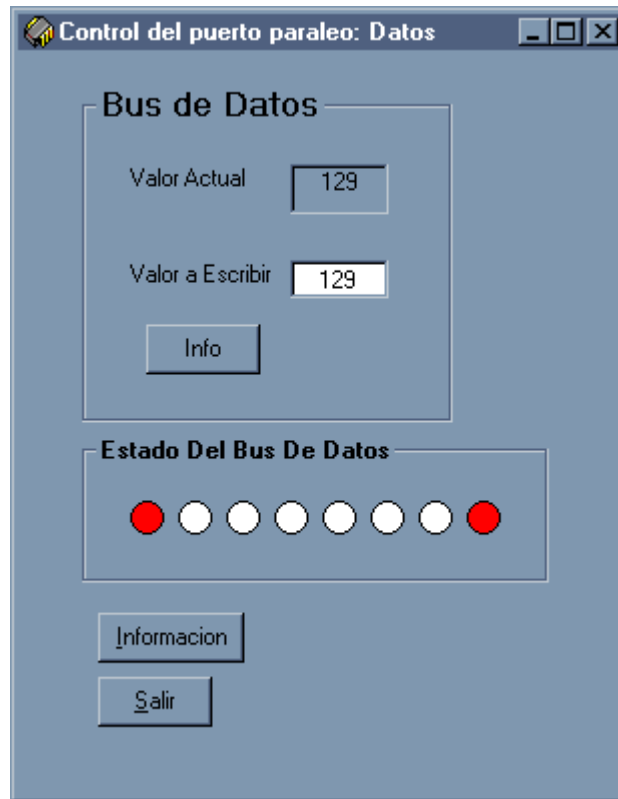 Control del puerto paraleo: Datos
Bus de Datos
Valor Actual 129
Valor a Escribir 129
Info
Estado Del Bus De Datos
Informacion
Salir